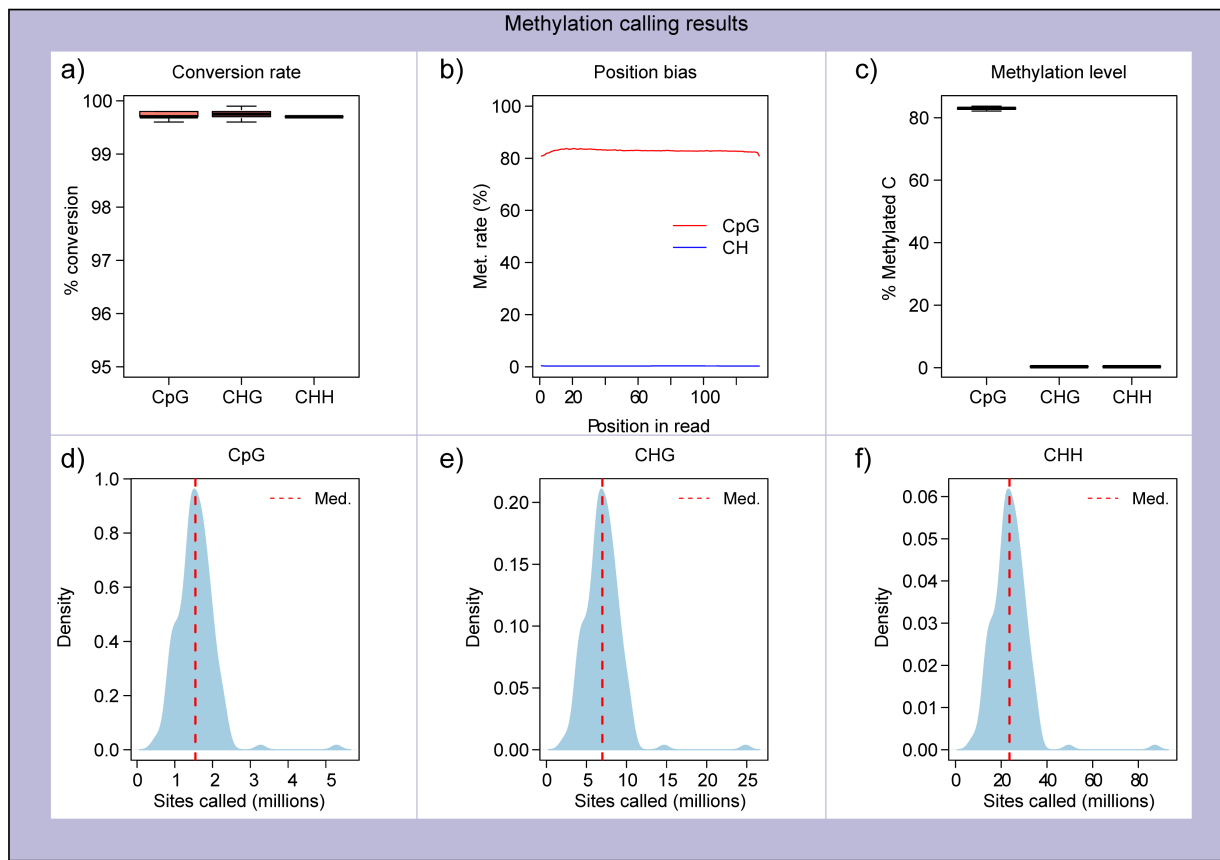 Methylation calling results
a)
Conversion rate
100
99
98
97
96
95
% conversion
CpG
CHG
CHH
b)
Position bias
100
80
60
40
20
0
Met. rate (%)
CpG
CH
0
20
60
100
Position in read
c)
Methylation level
80
60
40
20
0
% Methylated C
CpG
CHG
CHH
d)
CpG
1.0
0.8
0.6
0.4
0.2
0.0
Density
Med.
0
1
2
3
4
5
Sites called (millions)
e)
CHG
0.20
0.15
0.10
0.05
0.00
Density
Med.
0
5
10
15
20
25
Sites called (millions)
f)
CHH
0.06
0.05
0.04
0.03
0.02
0.01
0.00
Density
Med.
0
20
40
60
80
Sites called (millions)